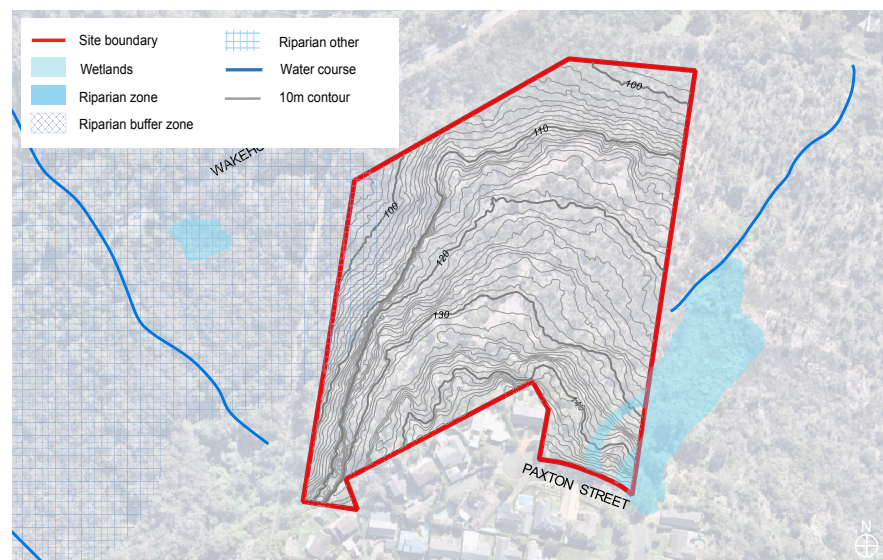 Site boundary
Wetlands
Riparian zone
Riparian buffer zone
Riparian other
Water course
10m contour
100
110
100
120
130
140
PAXTON STREET
N